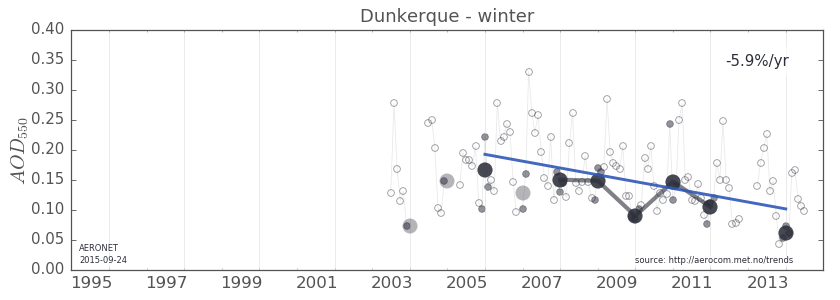 Dunkerque - winter
0.40
0.35
0.30
0.25
0.20
0.15
0.10
0.05
0.00
AOD550
-5.9%/yr
AERONET
2015-09-24
source: http://aerocom.met.no/trends
1995 1997 1999 2001 2003 2005 2007 2009 2011 2013